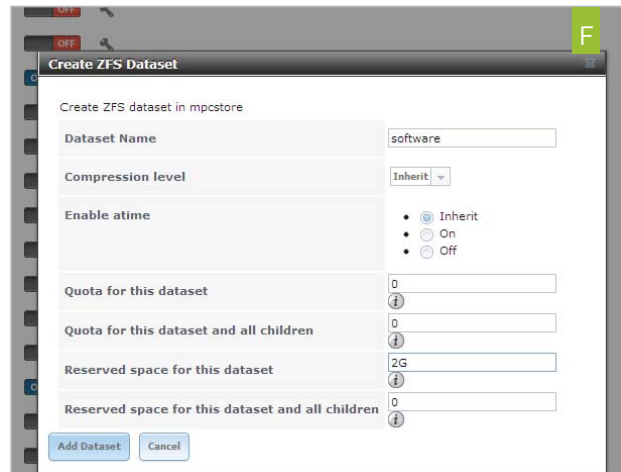 OFF
OFF
F
Create ZFS Dataset
Create ZFS dataset in mpcstore
Dataset Name software
Compression level Inherit
Enable atime
Inherit
On
Off
Quota for this dataset 0
i
Quota for this dataset and all children 0
i
Reserved space for this dataset 2G
i
Reserved space for this dataset and all children 0
i
Add Dataset Cancel